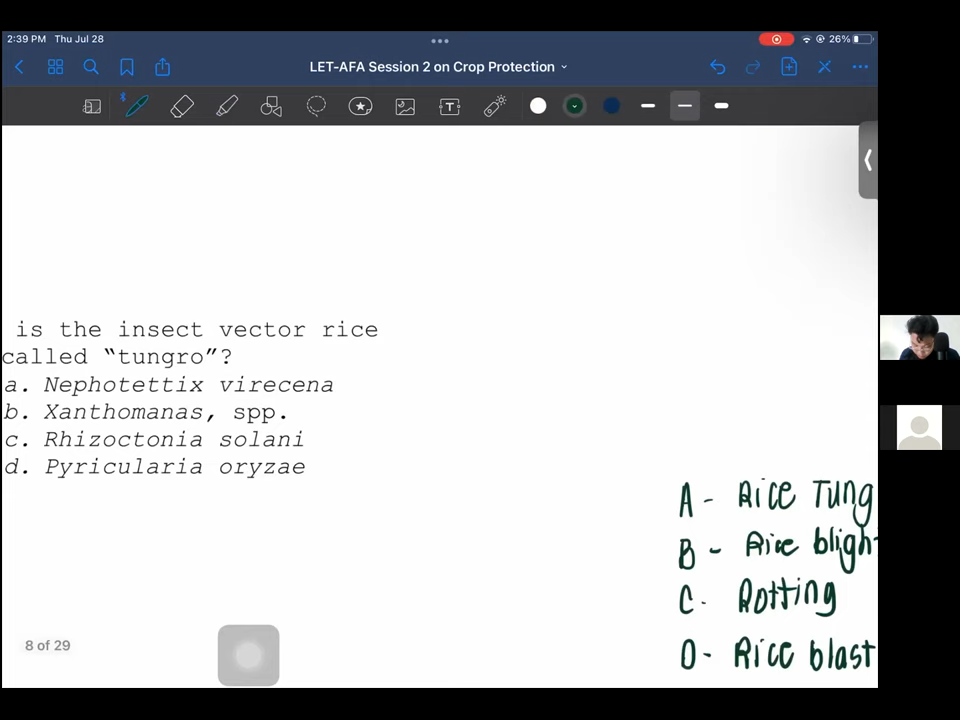 2:39 PM Thu Jul 28
26%
LET-AFA Session 2 on Crop Protection
is the insect vector rice
called “tungro”?
a. Nephotettix virecena
b. Xanthomanas, spp.
c. Rhizoctonia solani
d. Pyricularia oryzae
A - Rice Tung
B - Rice bligh
C - Rotting
D - Rice blast
8 of 29